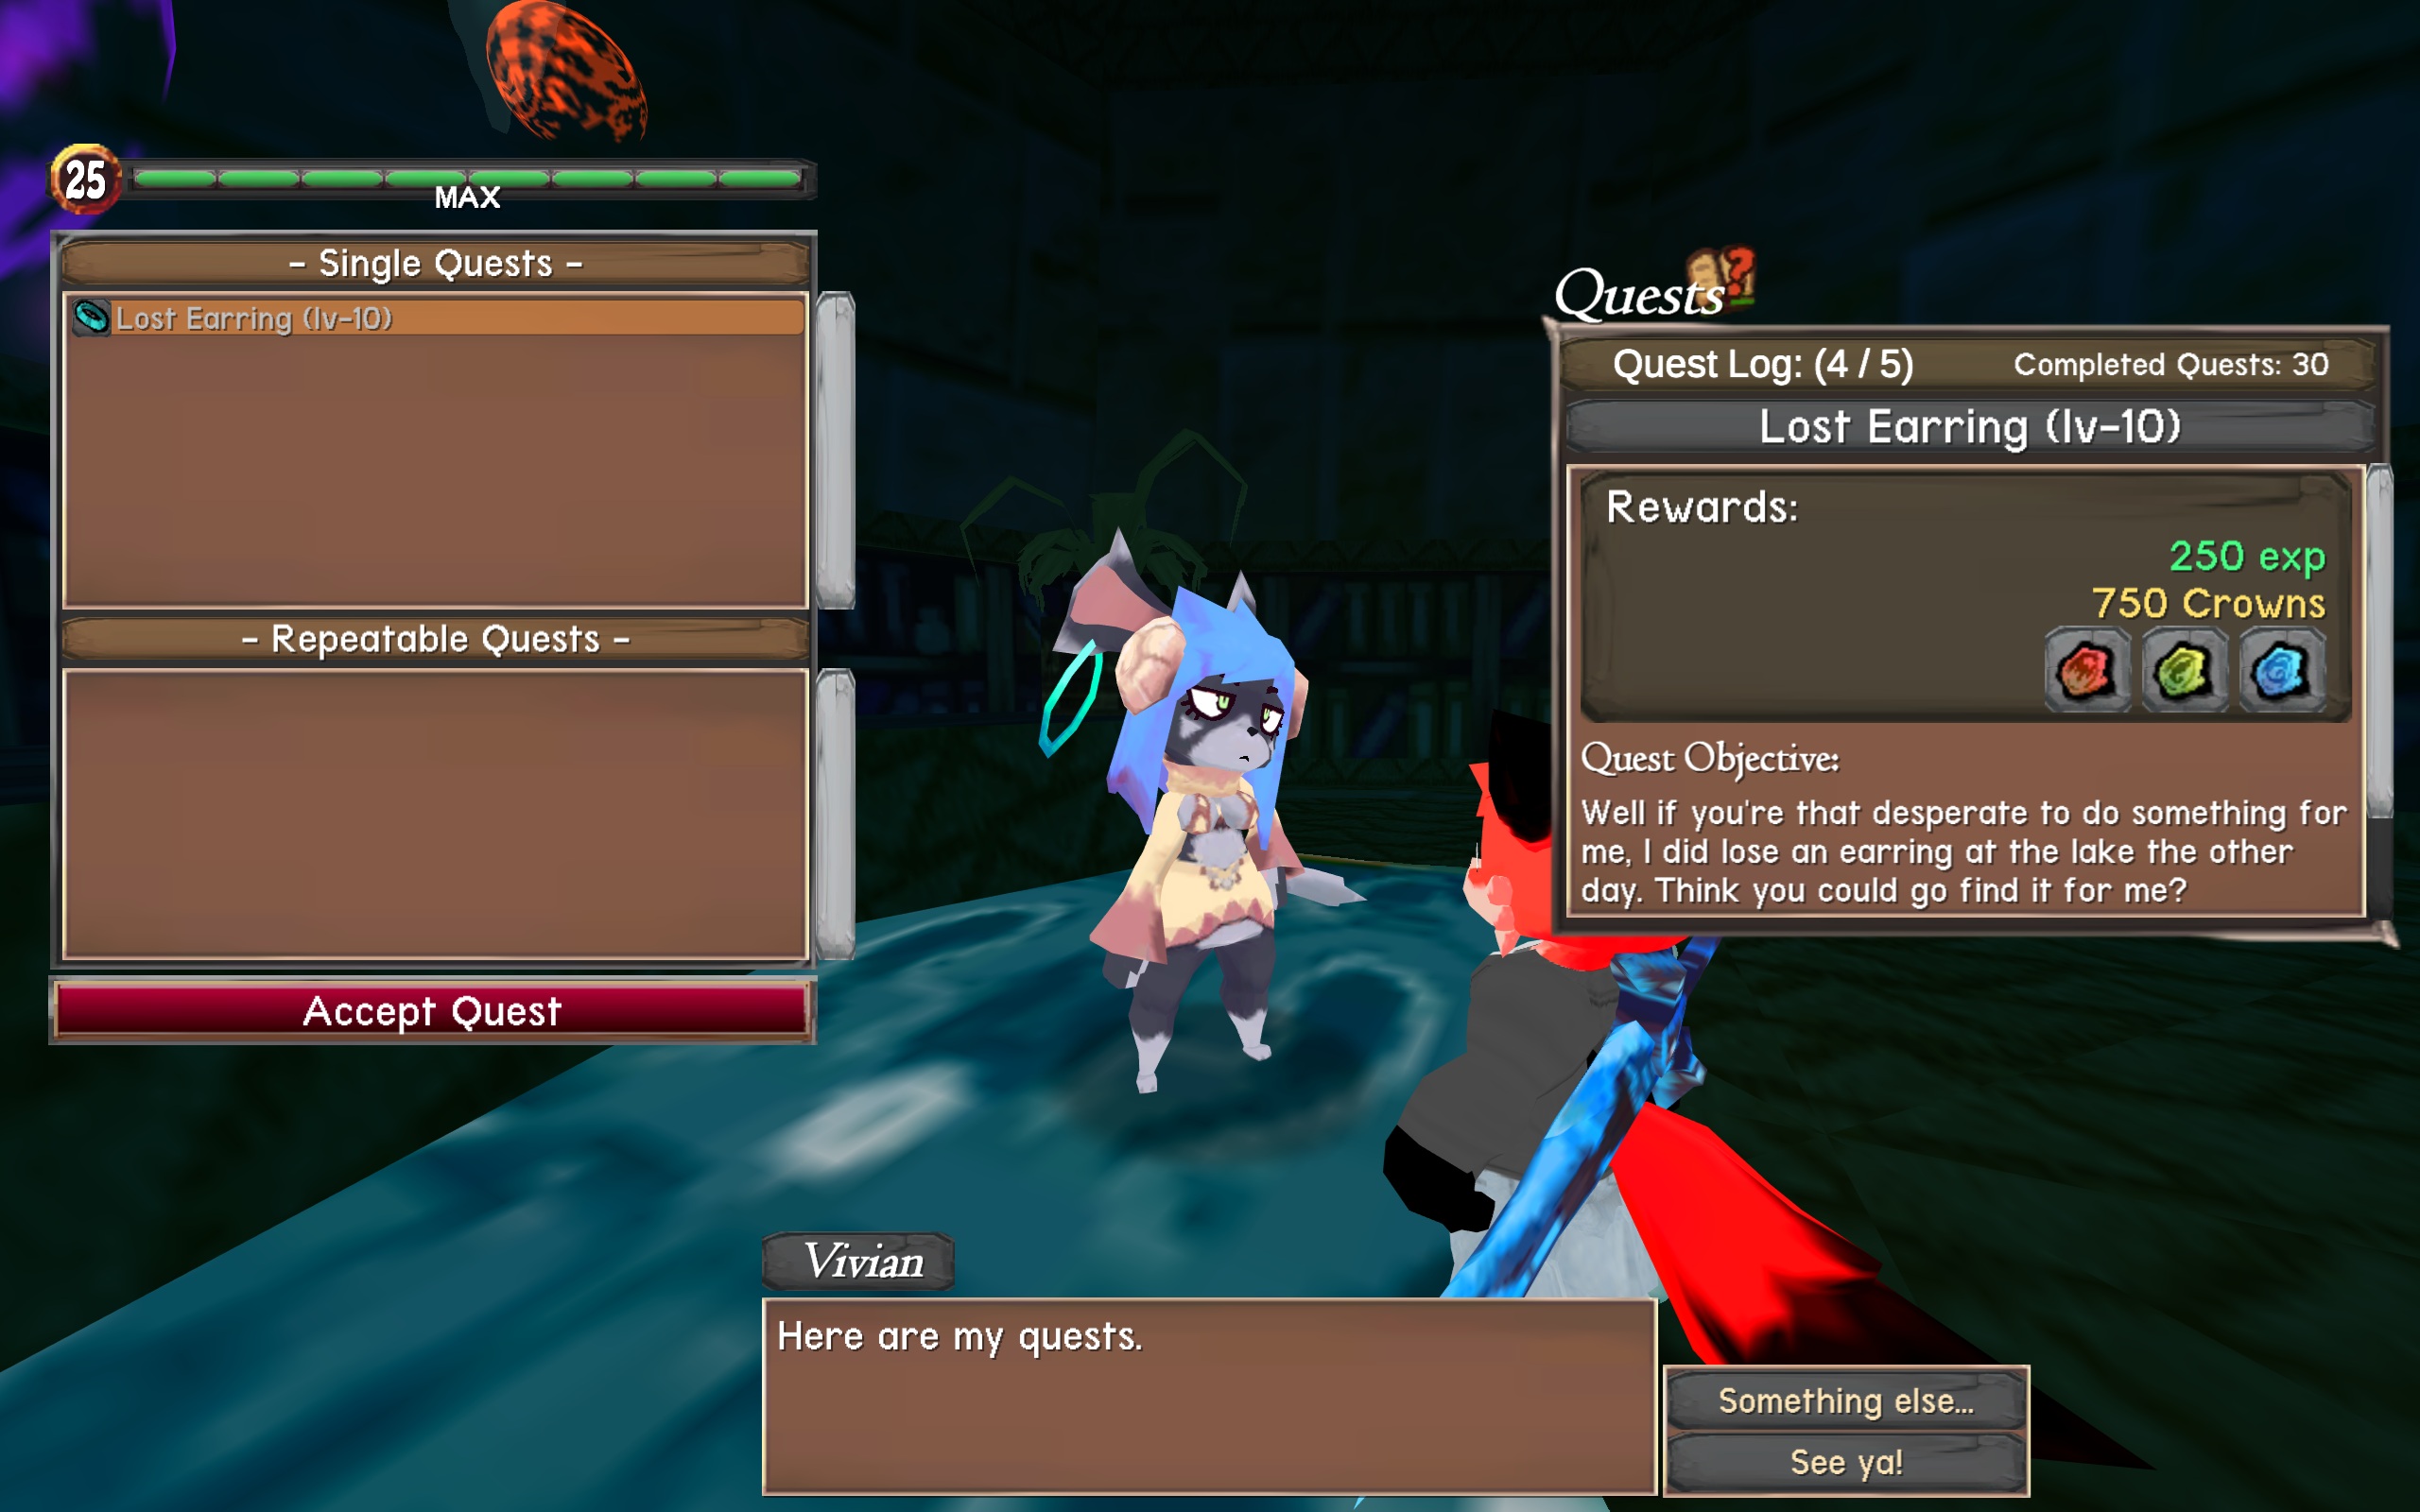 25
MAX
- Single Quests -
Lost Earring (lv-10)
- Repeatable Quests -
Accept Quest
Quests
Quest Log: (4 / 5)
Completed Quests: 30
Lost Earring (lv-10)
Rewards:
250 exp
750 Crowns
Quest Objective:
Well if you're that desperate to do something for
me, I did lose an earring at the lake the other
day. Think you could go find it for me?
Vivian
Here are my quests.
Something else...
See ya!